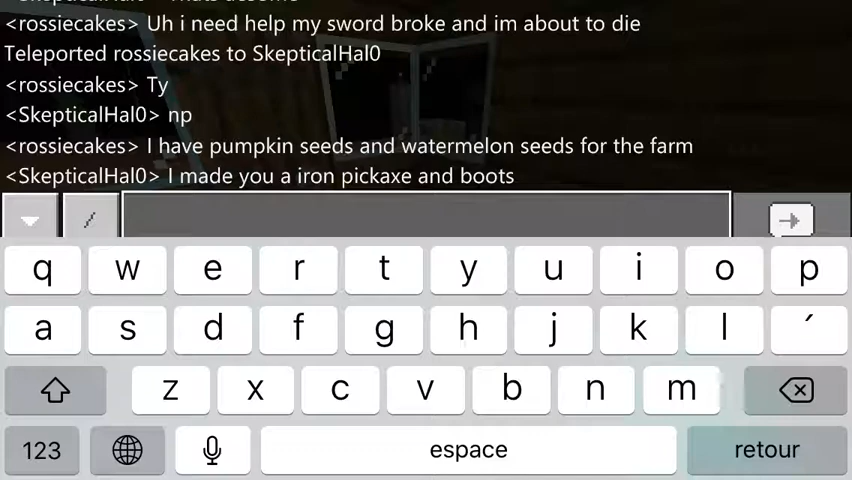 <rossiecakes> Uh i need help my sword broke and im about to die
Teleported rossiecakes to SkepticalHal0
<rossiecakes> Ty
<SkepticalHal0> np
<rossiecakes> I have pumpkin seeds and watermelon seeds for the farm
<SkepticalHal0> I made you a iron pickaxe and boots
/
q w e r t y u i o p
a s d f g h j k l ´
z x c v b n m
123 espace retour